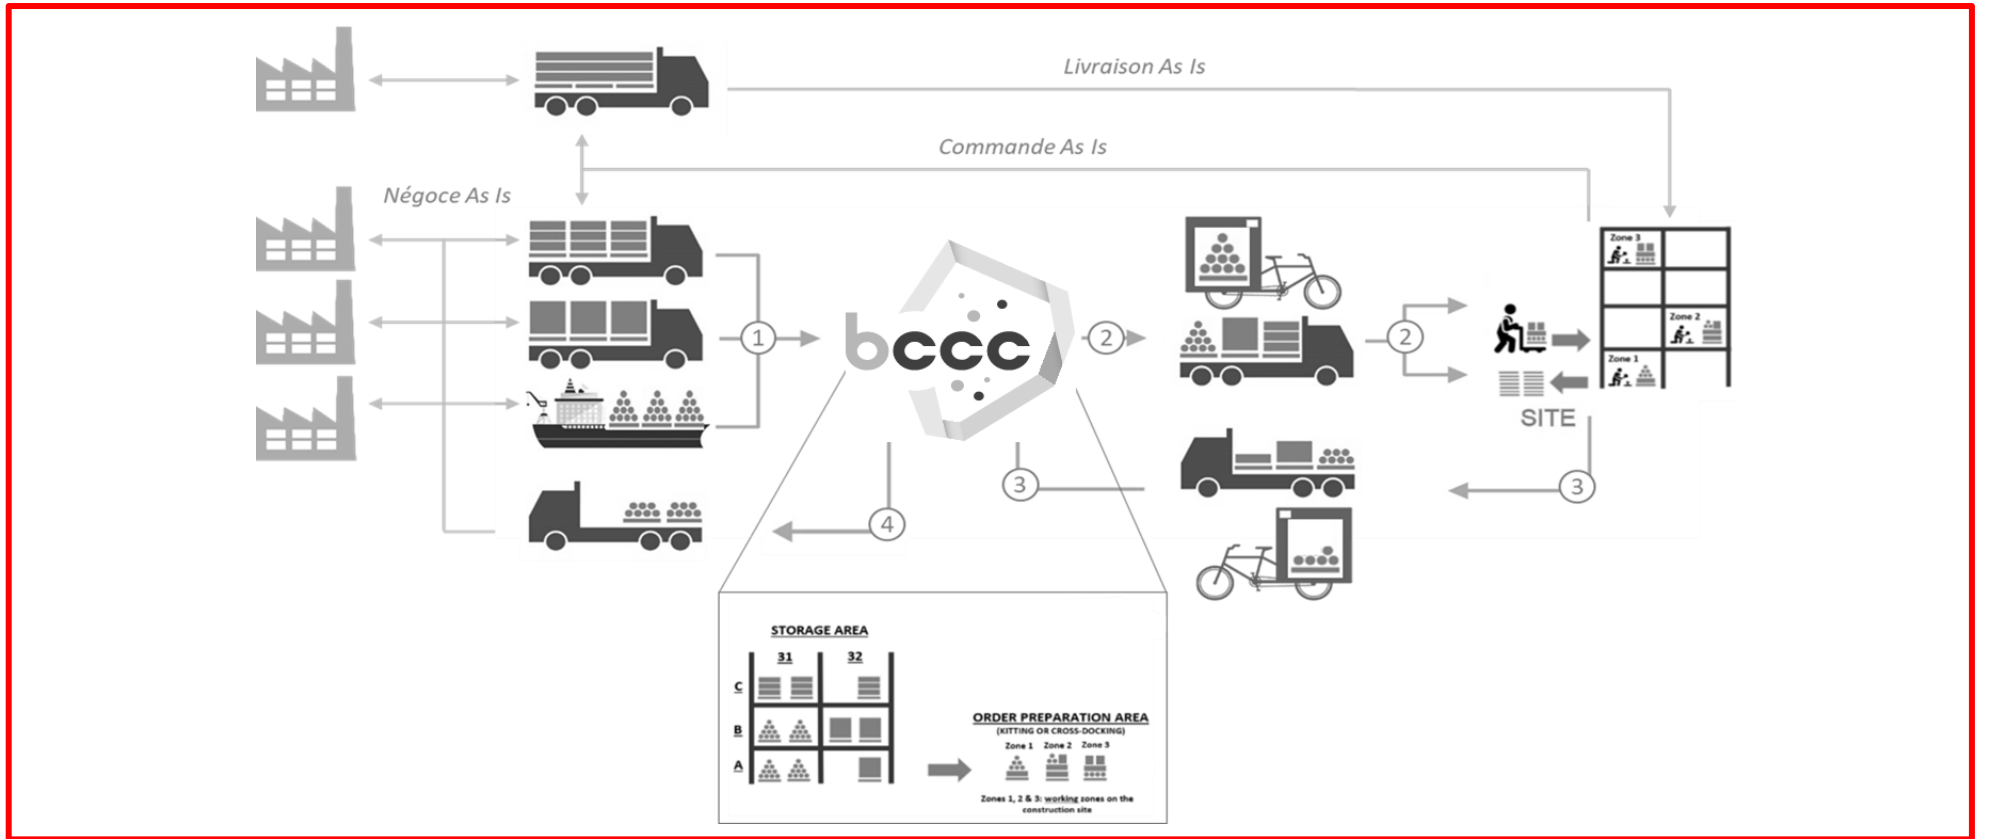 Livraison As Is
Commande As Is
Négoce As Is
Zone 3
Zone 2
Zone 1
1
bccc
2
2
SITE
3
3
4
STORAGE AREA
31
32
C
B
A
ORDER PREPARATION AREA
(KITTING OR CROSS-DOCKING)
Zone 1 Zone 2 Zone 3
Zones 1, 2 & 3: working zones on the
construction site